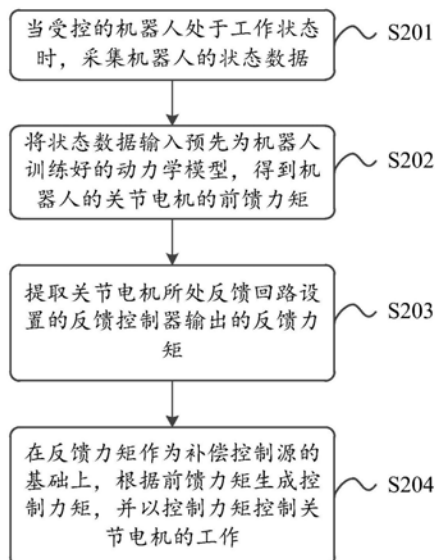 当受控的机器人处于工作状态
时，采集机器人的状态数据
S201
将状态数据输入预先为机器人
训练好的动力学模型，得到机
器人的关节电机的前馈力矩
S202
提取关节电机所处反馈回路设
置的反馈控制器输出的反馈力
矩
S203
在反馈力矩作为补偿控制源的
基础上，根据前馈力矩生成控
制力矩，并以控制力矩控制关
节电机的工作
S204